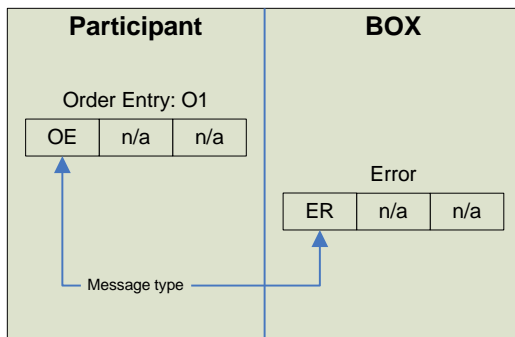 Participant
BOX
Order Entry: O1
OE n/a n/a
Error
ER n/a n/a
Message type